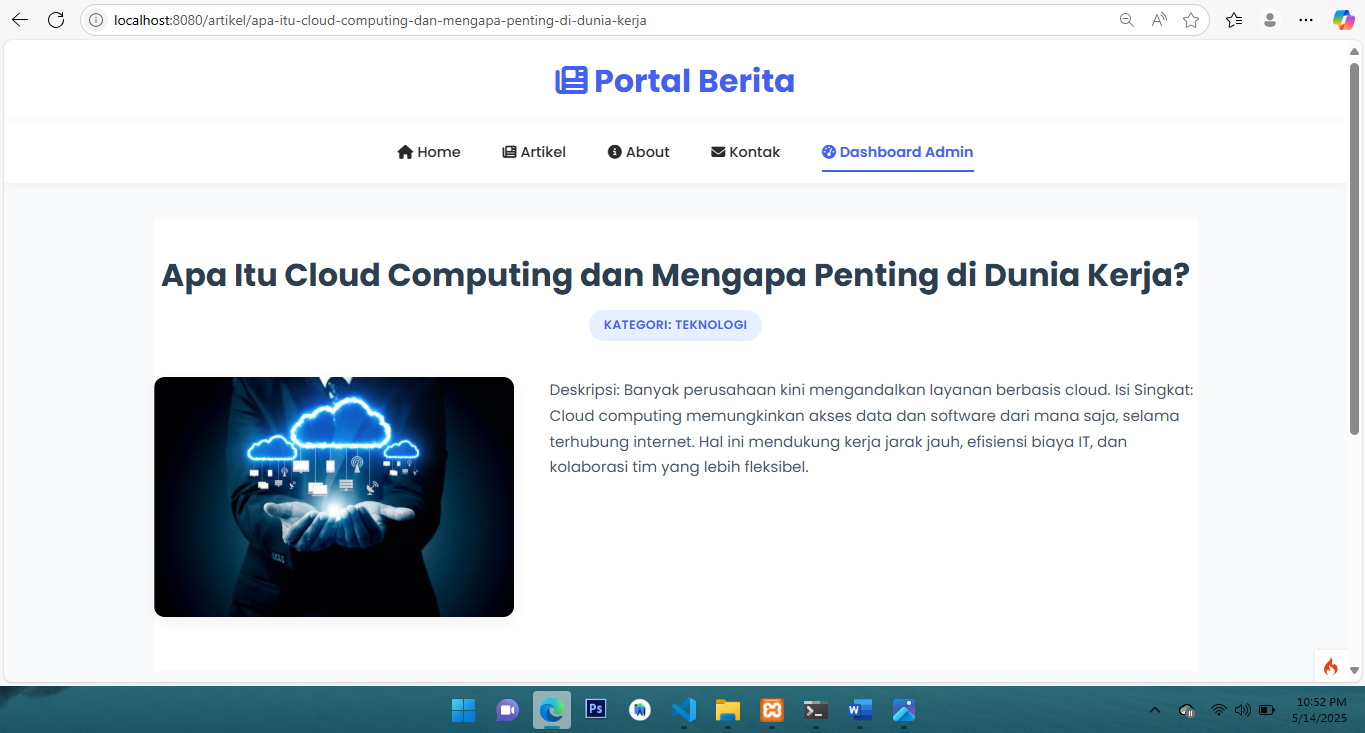 localhost:8080/artikel/apa-itu-cloud-computing-dan-mengapa-penting-di-dunia-kerja
Portal Berita
Home Artikel About Kontak Dashboard Admin
Apa Itu Cloud Computing dan Mengapa Penting di Dunia Kerja?
KATEGORI: TEKNOLOGI
Deskripsi: Banyak perusahaan kini mengandalkan layanan berbasis cloud. Isi Singkat:
Cloud computing memungkinkan akses data dan software dari mana saja, selama
terhubung internet. Hal ini mendukung kerja jarak jauh, efisiensi biaya IT, dan
kolaborasi tim yang lebih fleksibel.
Ps
W
10:52 PM
5/14/2025